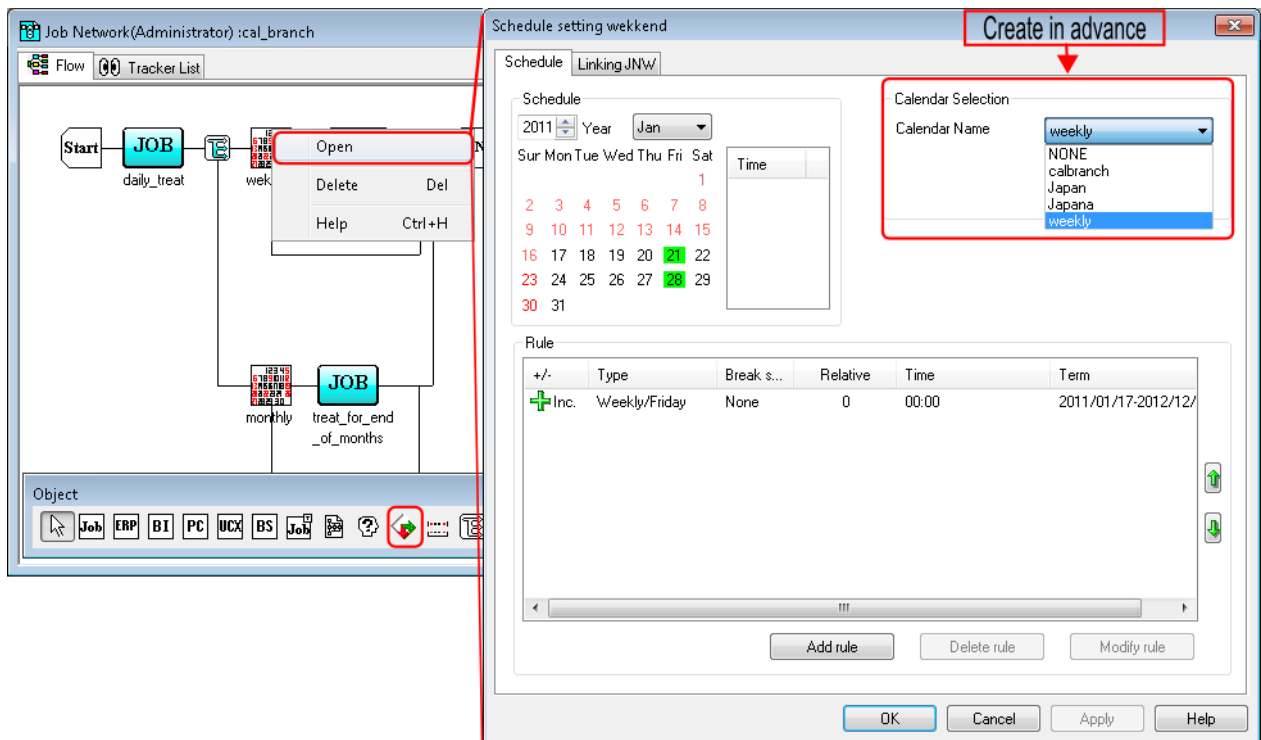 Job Network(Administrator) :cal_branch
Flow
Tracker List
Start
JOB
daily_treat
wek
Open
Delete Del
Help Ctrl+H
N
JOB
monthly
treat_for_end
_of_months
Object
Job
ERP
BI
PC
UCX
BS
Job
Schedule setting wekkend
Create in advance
Schedule
Linking JNW
Schedule
2011 Year Jan
Sur Mon Tue Wed Thu Fri Sat
1
2 3 4 5 6 7 8
9 10 11 12 13 14 15
16 17 18 19 20 21 22
23 24 25 26 27 28 29
30 31
Time
Calendar Selection
Calendar Name weekly
NONE
calbranch
Japan
Japana
weekly
Rule
+/- Type Break s... Relative Time Term
Inc. Weekly/Friday None 0 00:00 2011/01/17-2012/12/
Add rule
Delete rule
Modify rule
OK
Cancel
Apply
Help